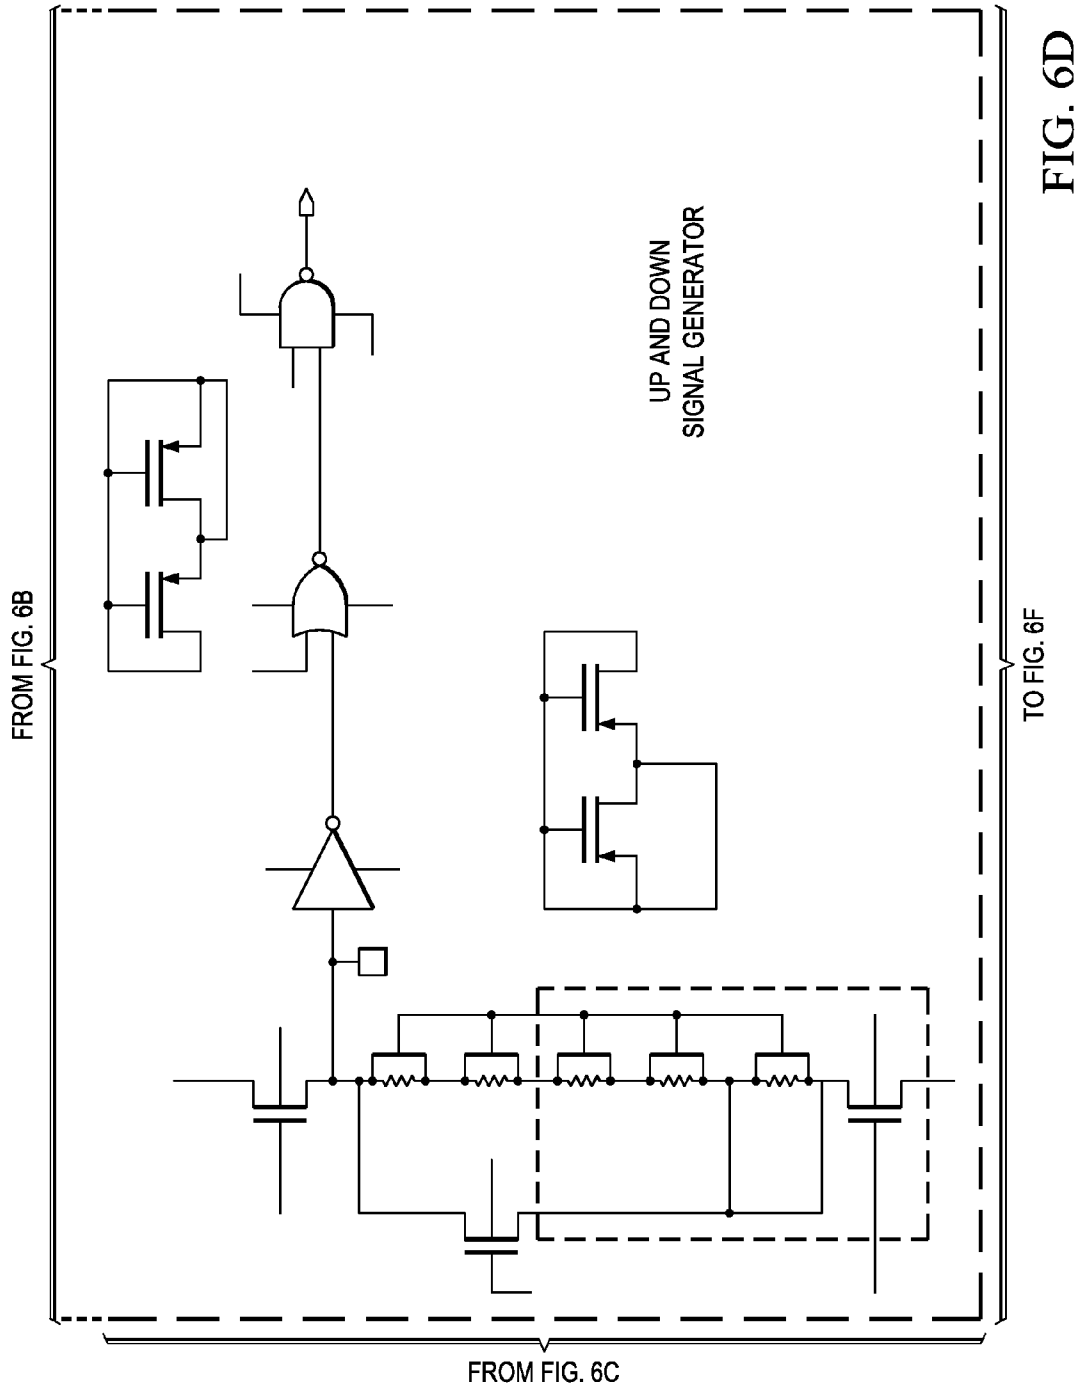 FROM FIG. 6B
UP AND DOWN
SIGNAL GENERATOR
FROM FIG. 6C
TO FIG. 6F
FIG. 6D